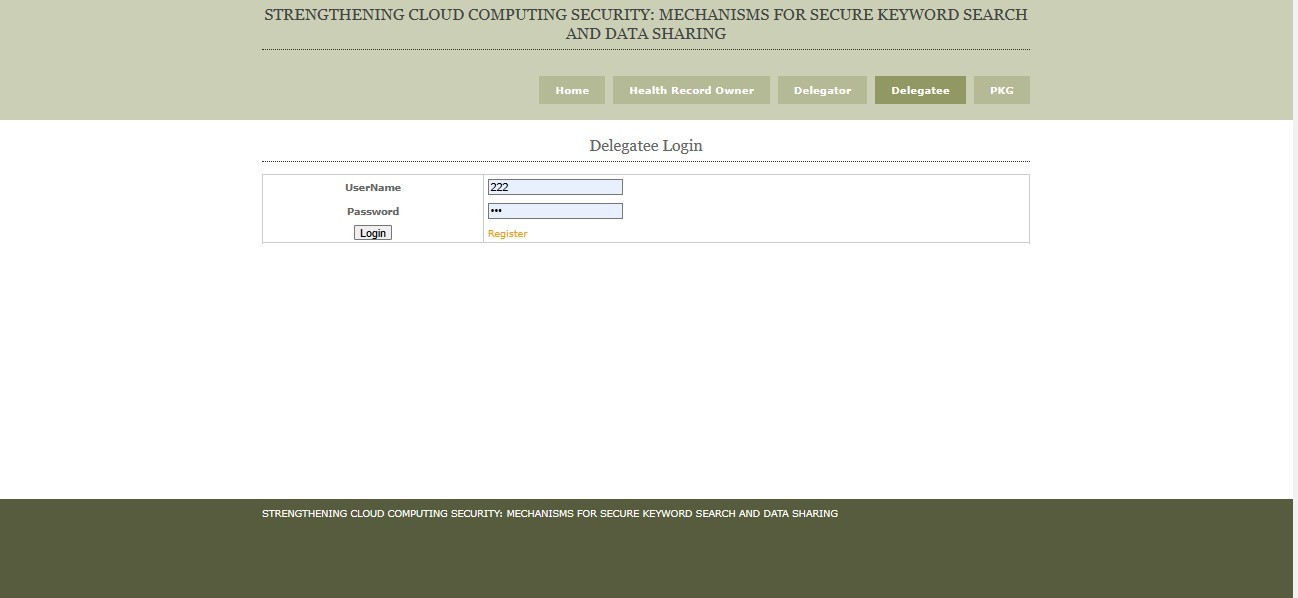 STRENGTHENING CLOUD COMPUTING SECURITY: MECHANISMS FOR SECURE KEYWORD SEARCH
AND DATA SHARING
Home Health Record Owner Delegator Delegatee PKG
Delegatee Login
UserName 222
Password •••
Login Register
STRENGTHENING CLOUD COMPUTING SECURITY: MECHANISMS FOR SECURE KEYWORD SEARCH AND DATA SHARING